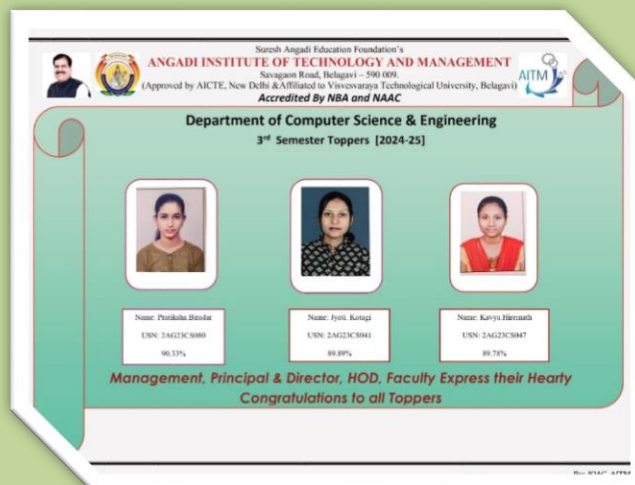 Suresh Angadi Education Foundation's
ANGADI INSTITUTE OF TECHNOLOGY AND MANAGEMENT
Savagaon Road, Belagavi – 590 009.
(Approved by AICTE, New Delhi &Affiliated to Visvesvaraya Technological University, Belagavi)
Accredited By NBA and NAAC
AITM
Department of Computer Science & Engineering
3rd Semester Toppers [2024-25]
Name: Pratiksha.Biradar
USN: 2AG23CS080
90.33%
Name: Jyoti. Kotagi
USN: 2AG23CS041
89.89%
Name: Kavya.Hiremath
USN: 2AG23CS047
89.78%
Management, Principal & Director, HOD, Faculty Express their Hearty
Congratulations to all Toppers